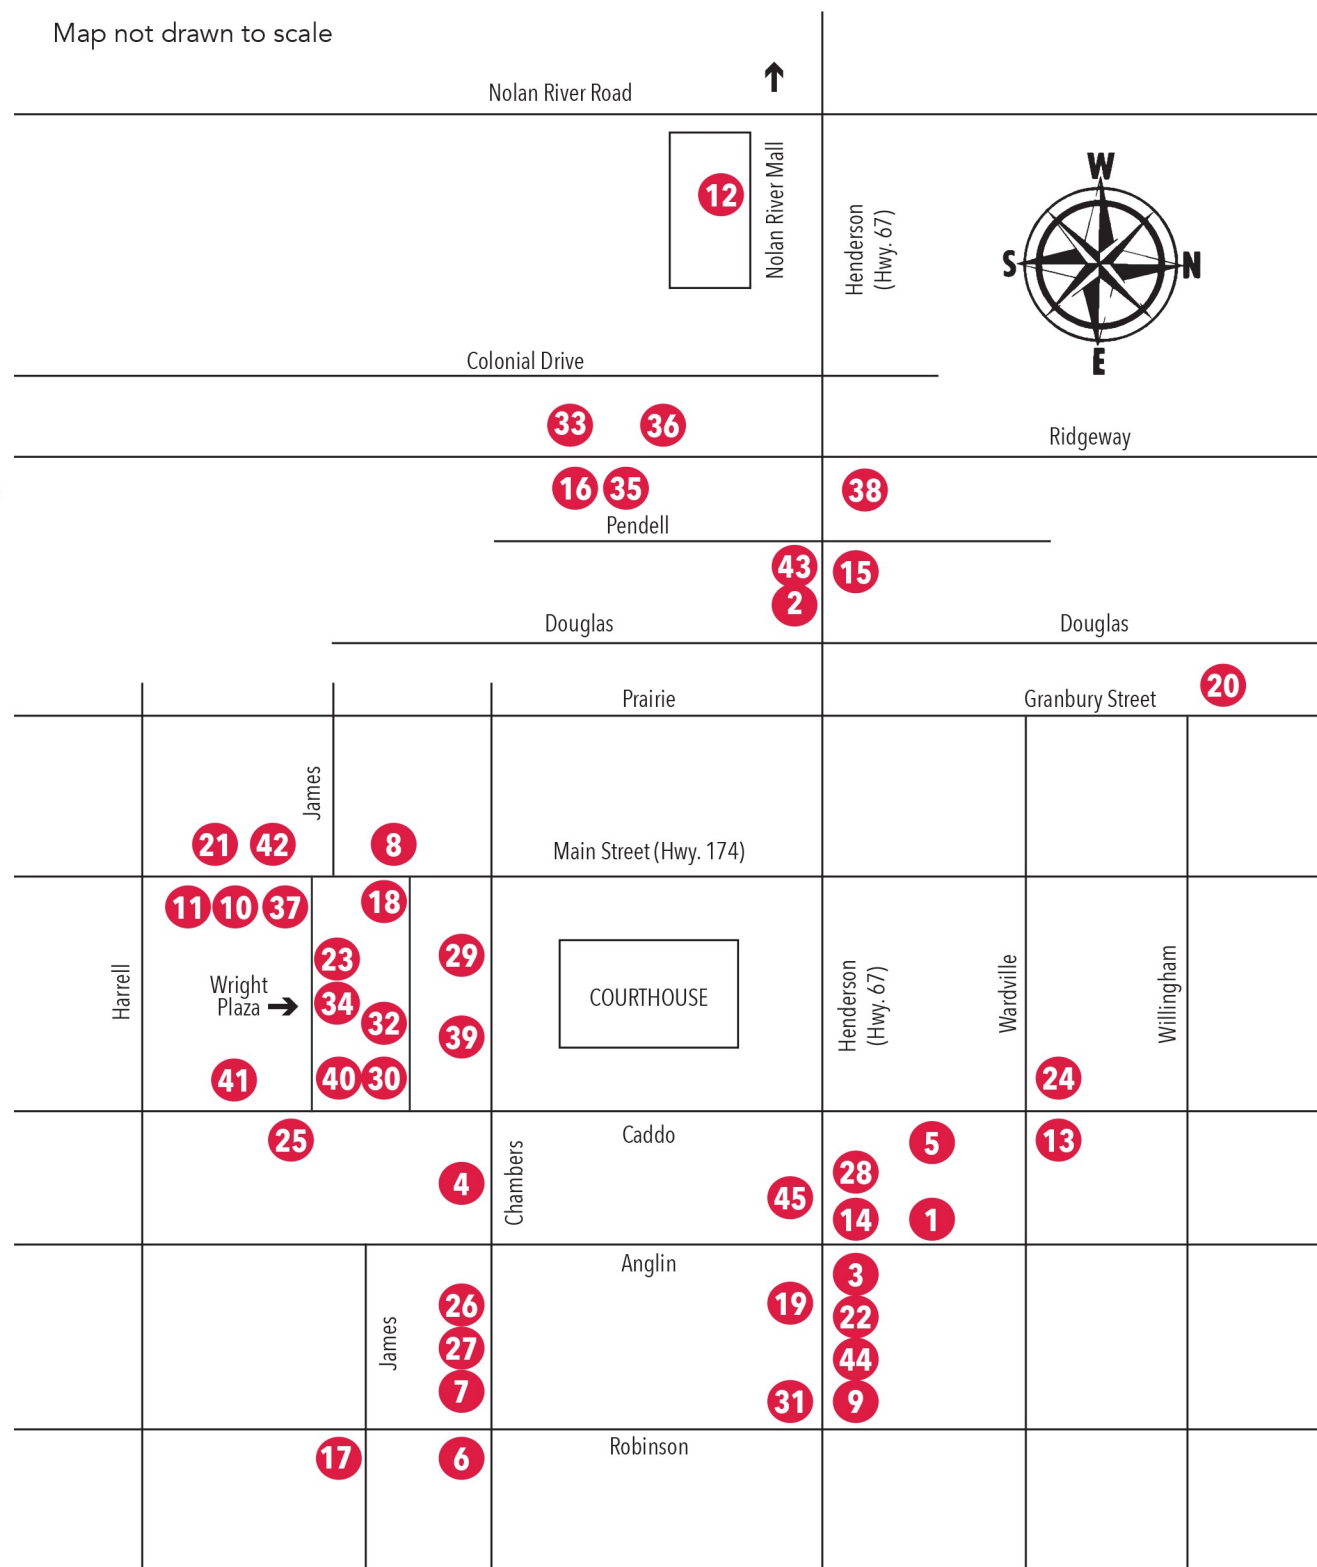 Map not drawn to scale
Nolan River Road
W
12
Nolan River Mall
Henderson
(Hwy. 67)
S
N
E
Colonial Drive
33
36
Ridgeway
16
35
38
Pendell
43
15
2
Douglas
Douglas
20
Prairie
Granbury Street
James
21
42
8
Main Street (Hwy. 174)
11
10
37
18
23
29
Harrell
Wright
Plaza
34
32
39
COURTHOUSE
Henderson
(Hwy. 67)
Wardville
Willingham
41
40
30
24
25
Caddo
5
13
4
Chambers
28
45
14
1
Anglin
3
26
19
22
James
27
44
7
31
9
Robinson
17
6